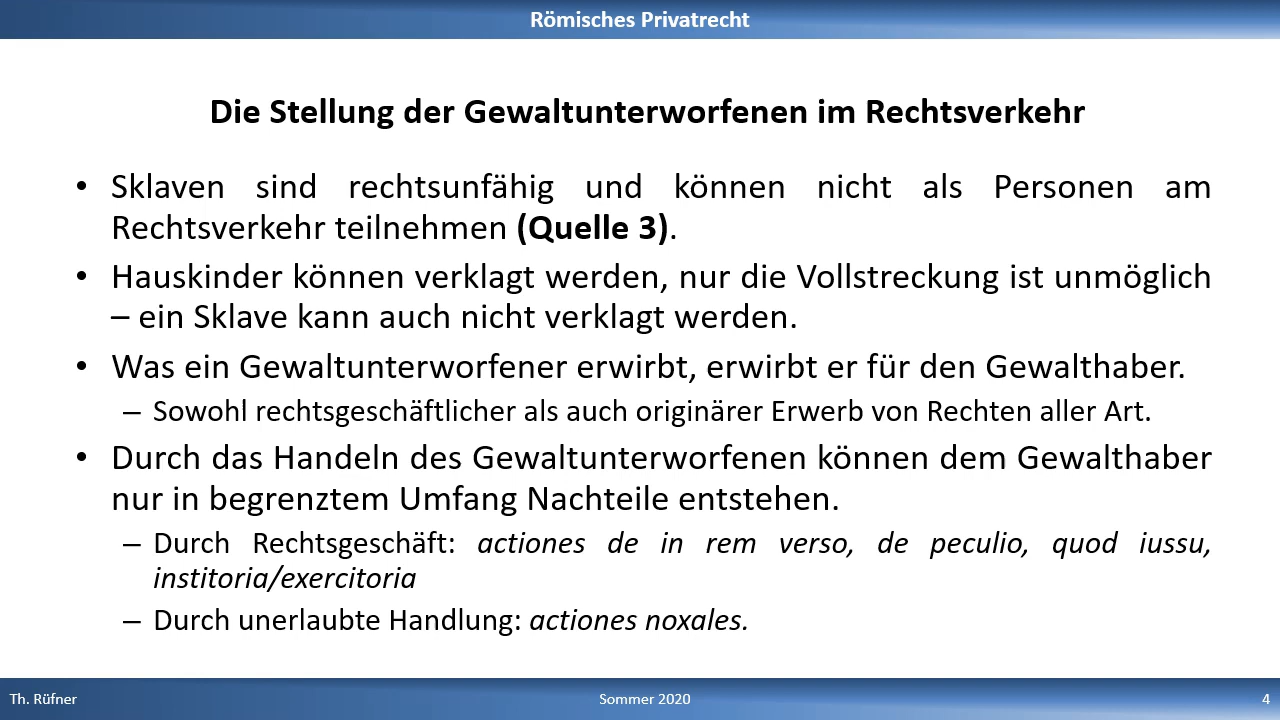 Römisches Privatrecht
Die Stellung der Gewaltunterworfenen im Rechtsverkehr
• Sklaven sind rechtsunfähig und können nicht als Personen am
Rechtsverkehr teilnehmen (Quelle 3).
• Hauskinder können verklagt werden, nur die Vollstreckung ist unmöglich
– ein Sklave kann auch nicht verklagt werden.
• Was ein Gewaltunterworfener erwirbt, erwirbt er für den Gewalthaber.
– Sowohl rechtsgeschäftlicher als auch originärer Erwerb von Rechten aller Art.
• Durch das Handeln des Gewaltunterworfenen können dem Gewalthaber
nur in begrenztem Umfang Nachteile entstehen.
– Durch Rechtsgeschäft: actiones de in rem verso, de peculio, quod iussu,
institoria/exercitoria
– Durch unerlaubte Handlung: actiones noxales.
Th. Rüfner
Sommer 2020
4